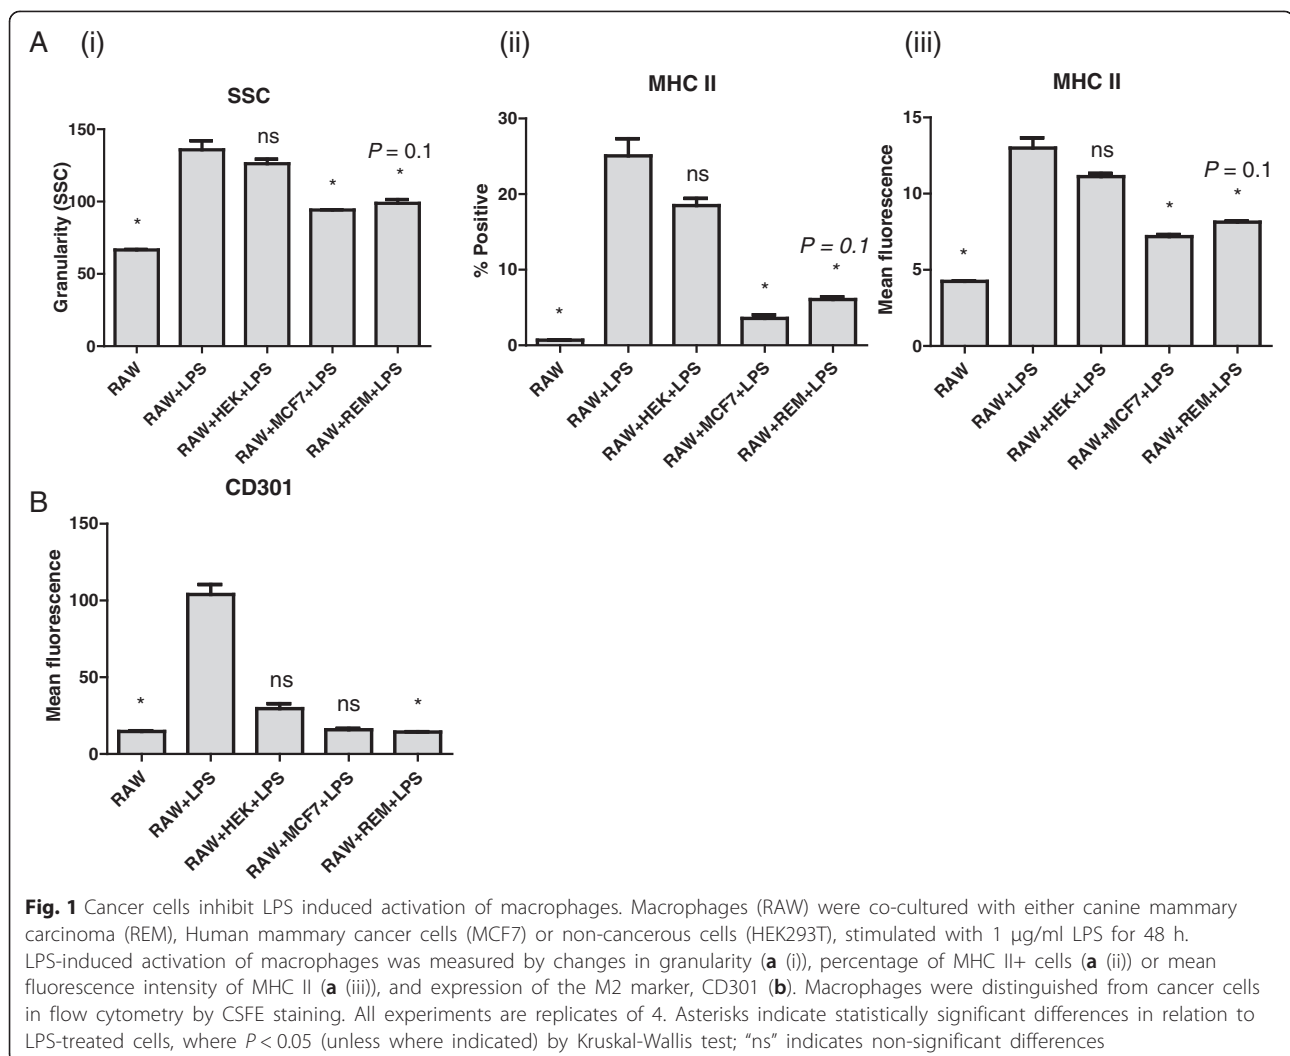 A (i)
SSC
Granularity (SSC)
150
100
50
0
*
ns
*
P = 0.1
*
RAW
RAW+LPS
RAW+HEK+LPS
RAW+MCF7+LPS
RAW+REM+LPS
(ii)
MHC II
% Positive
30
20
10
0
*
ns
*
P = 0.1
*
RAW
RAW+LPS
RAW+HEK+LPS
RAW+MCF7+LPS
RAW+REM+LPS
(iii)
MHC II
Mean fluorescence
15
10
5
0
*
ns
*
P = 0.1
*
RAW
RAW+LPS
RAW+HEK+LPS
RAW+MCF7+LPS
RAW+REM+LPS
B
CD301
Mean fluorescence
150
100
50
0
*
ns
ns
*
RAW
RAW+LPS
RAW+HEK+LPS
RAW+MCF7+LPS
RAW+REM+LPS
Fig. 1 Cancer cells inhibit LPS induced activation of macrophages. Macrophages (RAW) were co-cultured with either canine mammary
carcinoma (REM), Human mammary cancer cells (MCF7) or non-cancerous cells (HEK293T), stimulated with 1 μg/ml LPS for 48 h.
LPS-induced activation of macrophages was measured by changes in granularity (a (i)), percentage of MHC II+ cells (a (ii)) or mean
fluorescence intensity of MHC II (a (iii)), and expression of the M2 marker, CD301 (b). Macrophages were distinguished from cancer cells
in flow cytometry by CSFE staining. All experiments are replicates of 4. Asterisks indicate statistically significant differences in relation to
LPS-treated cells, where P < 0.05 (unless where indicated) by Kruskal-Wallis test; “ns” indicates non-significant differences